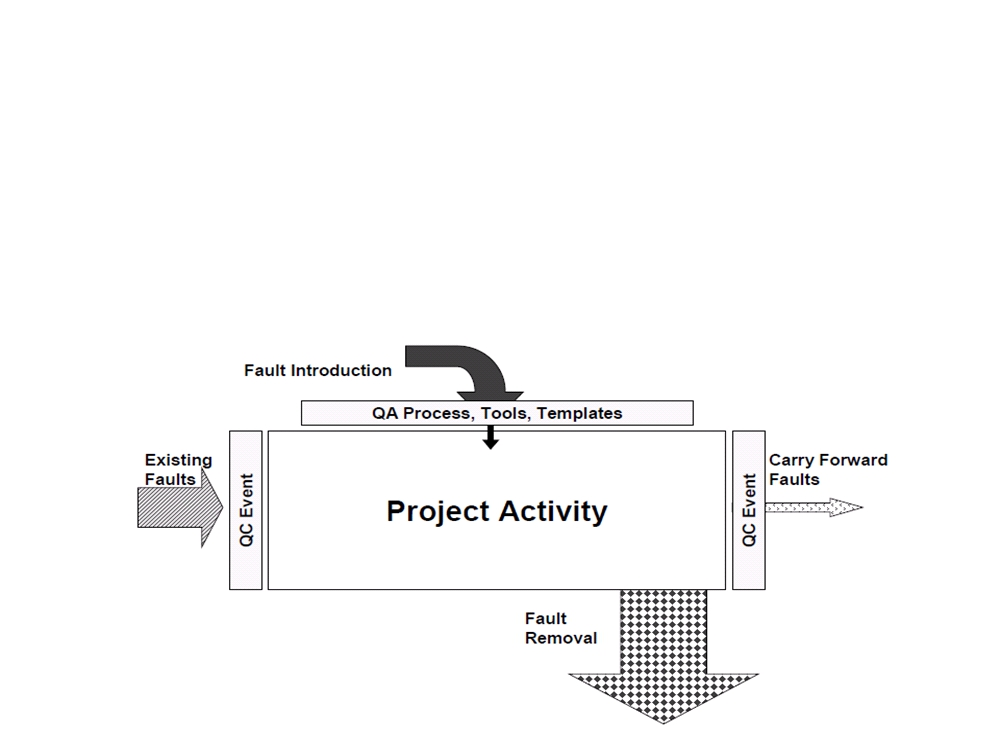 Fault Introduction
QA Process, Tools, Templates
Existing
Faults
QC Event
Project Activity
QC Event
Carry Forward
Faults
Fault
Removal